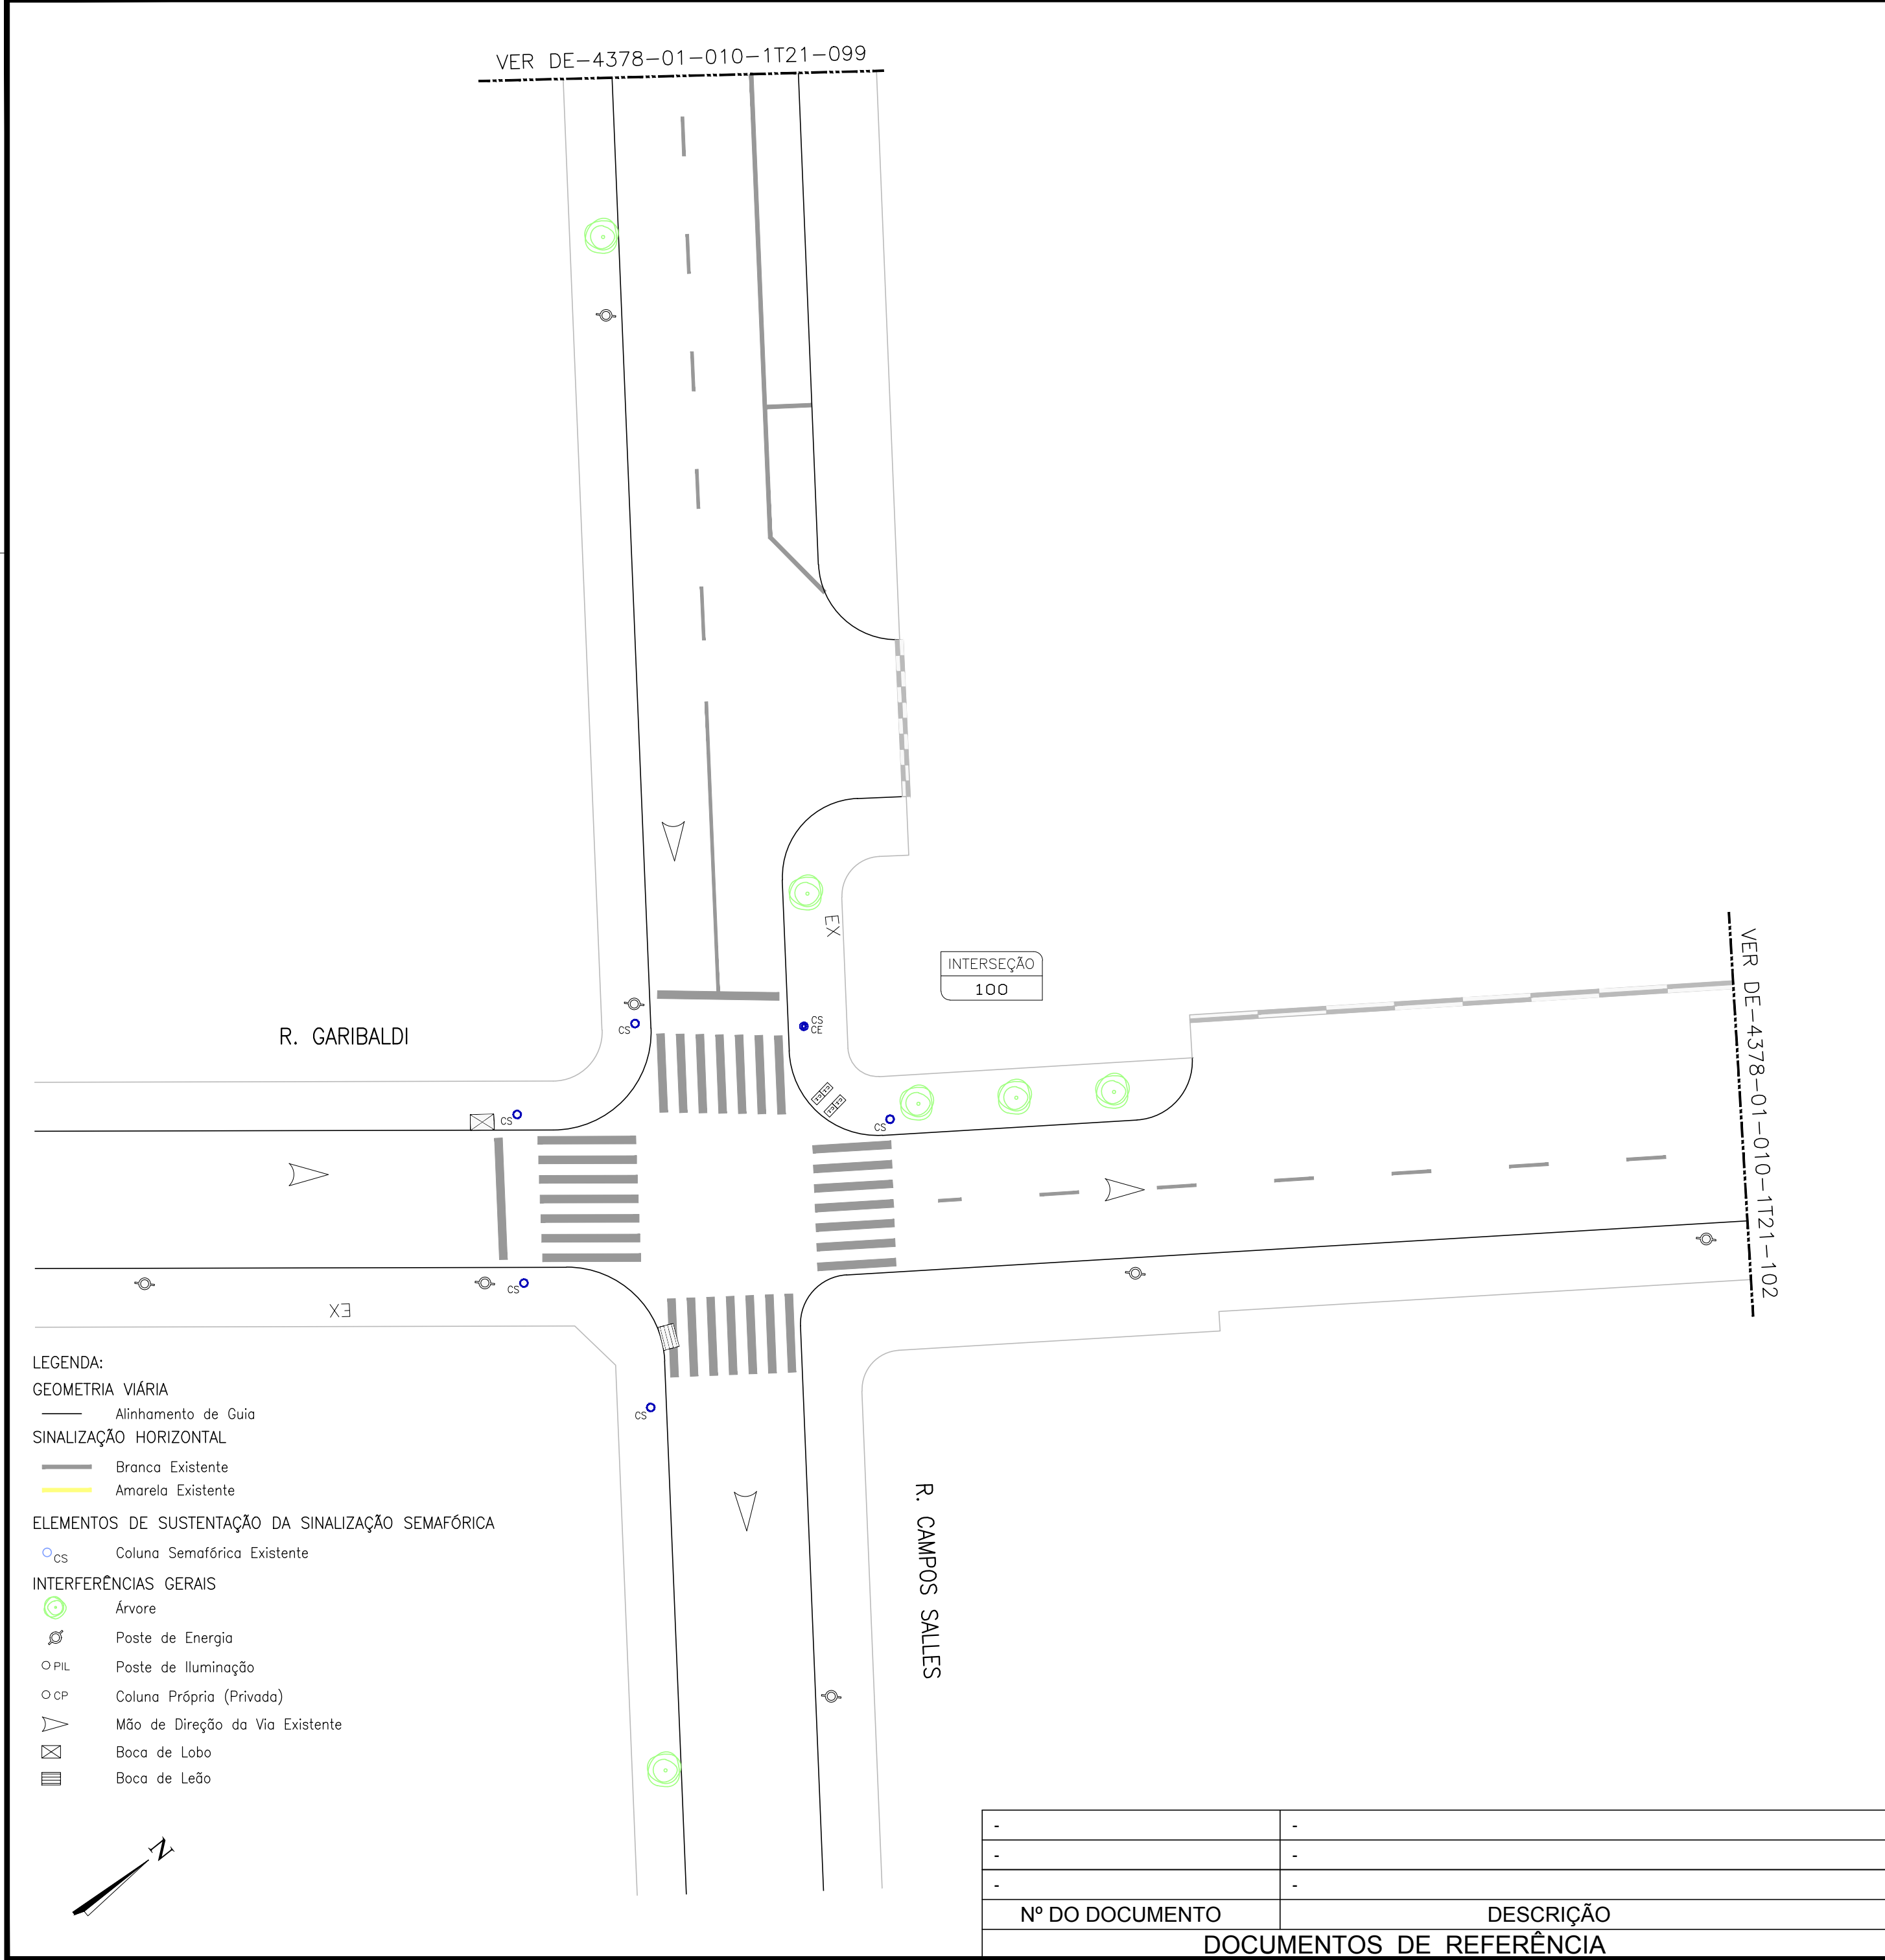 VER DE-4378-01-010-1T21-099
EX
INTERSEÇÃO
100
VER DE-4378-01-010-1T21-102
CS
CS
CE
R. GARIBALDI
CS
CS
CS
EX
CS
R. CAMPOS SALLES
LEGENDA:
GEOMETRIA VIÁRIA
Alinhamento de Guia
SINALIZAÇÃO HORIZONTAL
Branca Existente
Amarela Existente
ELEMENTOS DE SUSTENTAÇÃO DA SINALIZAÇÃO SEMAFÓRICA
CS Coluna Semafórica Existente
INTERFERÊNCIAS GERAIS
Árvore
Poste de Energia
PIL Poste de Iluminação
CP Coluna Própria (Privada)
Mão de Direção da Via Existente
Boca de Lobo
Boca de Leão
N
- -
- -
- -
Nº DO DOCUMENTO DESCRIÇÃO
DOCUMENTOS DE REFERÊNCIA